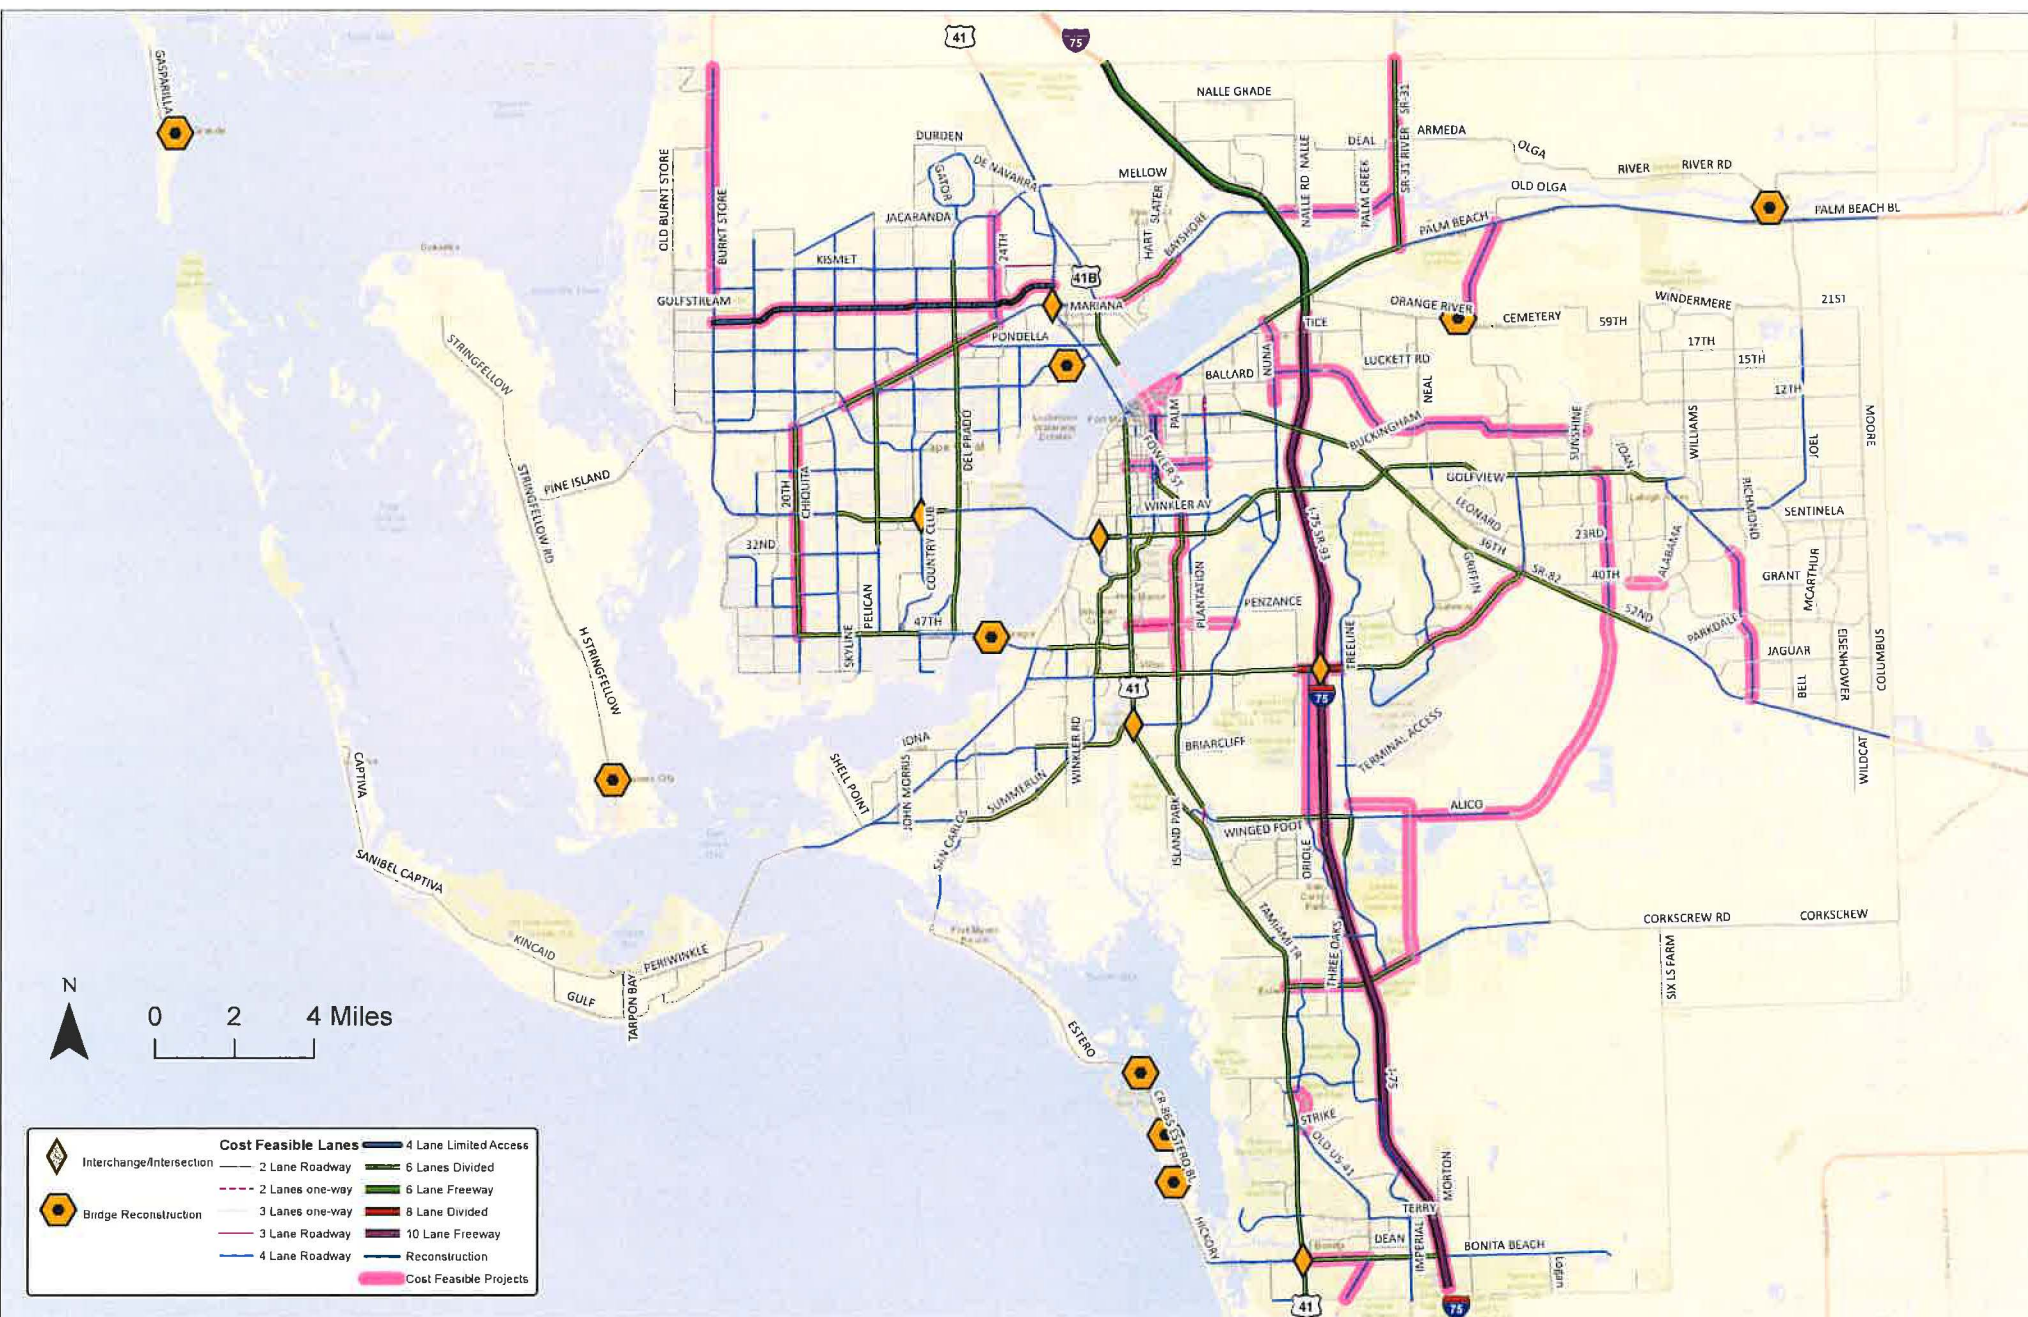 41
75
GASPARILLA
NALLE GRADE
SR-31
DURDEN
DE NAVARRA
GATOR
MELLOW
NALLE RD NALLE
DEAL
ARMEDA
OLGA
RIVER
RIVER RD
OLD OLGA
PALM CREEK
SR-31 RIVER
OLD BURNT STORE
BURNT STORE
JACARANDA
24TH
SLATER
HART
BAYSHORE
PALM BEACH
PALM BEACH BL
KISMET
41B
GULFSTREAM
MARIANA
ORANGE RIVER
CEMETERY
59TH
WINDERMERE
21ST
PONDELLA
TICE
17TH
15TH
12TH
STRINGFELLOW
BALLARD
NUNA
LUCKETT RD
NEAL
PALM
DEL PRADO
FOWLER ST
BUCKINGHAM
SUNSHINE
JOAN
WILLIAMS
JOEL
MOORE
PINE ISLAND
STRINGFELLOW RD
20TH
CHIQUITA
COUNTRY CLUB
WINKLER AV
GOLFVIEW
LEONARD
RICHMOND
SENTINELA
I-75 SR-93
32ND
36TH
23RD
ALABAMA
GRIFFIN
SR-82
40TH
GRANT
MCARTHUR
PELICAN
PLANTATION
PENZANCE
52ND
PARKDALE
47TH
SKYLINE
TREELINE
JAGUAR
BELL
EISENHOWER
COLUMBUS
H STRINGFELLOW
41
75
BRIARCLIFF
TERMINAL ACCESS
WINKLER RD
IONA
JOHN MORRIS
SHELL POINT
SUMMERLIN
WILDCAT
CAPTIVA
ALICO
ISLAND PARK
WINGED FOOT
ORIOLE
SAN CARLOS
SANIBEL CAPTIVA
TAMIAMI TR
THREE OAKS
CORKSCREW RD
CORKSCREW
SIX LS FARM
KINCAID
PERIWINKLE
GULF
TARPON BAY
N
0 2 4 Miles
ESTERO
I-75
CR-865 ESTERO BL
STRIKE
OLD US 41
MORTON
TERRY
HICKORY
DEAN
IMPERIAL
BONITA BEACH
Logan
41
75
Interchange/Intersection
Bridge Reconstruction
Cost Feasible Lanes
2 Lane Roadway
2 Lanes one-way
3 Lanes one-way
3 Lane Roadway
4 Lane Roadway
4 Lane Limited Access
6 Lanes Divided
6 Lane Freeway
8 Lane Divided
10 Lane Freeway
Reconstruction
Cost Feasible Projects